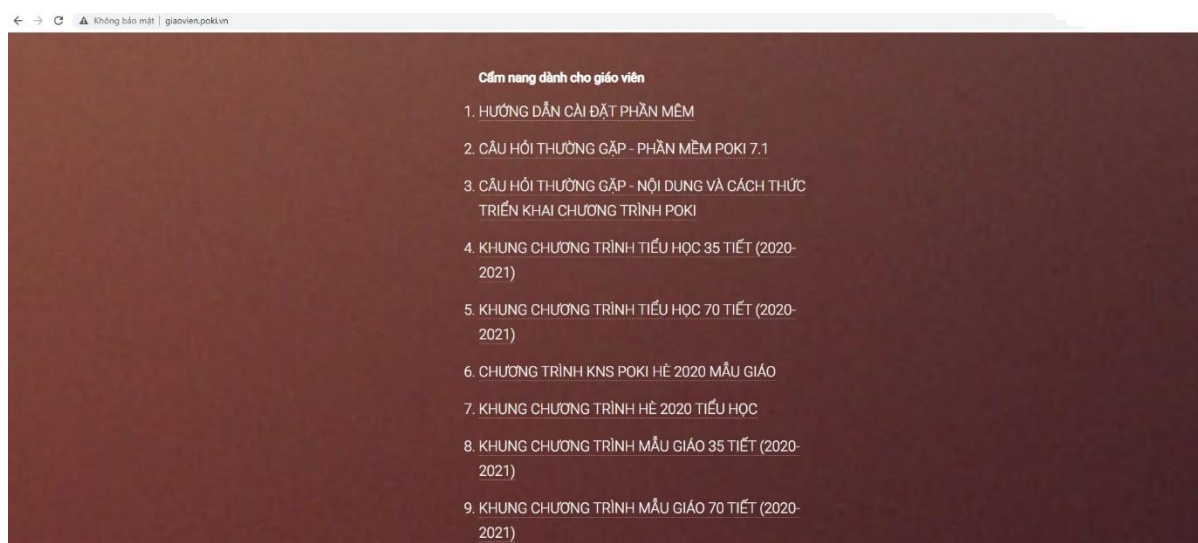 Không bảo mật | giaovien.poki.vn
Cẩm nang dành cho giáo viên
1. HƯỚNG DẪN CÀI ĐẶT PHẦN MỀM
2. CÂU HỎI THƯỜNG GẶP - PHẦN MỀM POKI 7.1
3. CÂU HỎI THƯỜNG GẶP - NỘI DUNG VÀ CÁCH THỨC
TRIỂN KHAI CHƯƠNG TRÌNH POKI
4. KHUNG CHƯƠNG TRÌNH TIỂU HỌC 35 TIẾT (2020-
2021)
5. KHUNG CHƯƠNG TRÌNH TIỂU HỌC 70 TIẾT (2020-
2021)
6. CHƯƠNG TRÌNH KNS POKI HÈ 2020 MẪU GIÁO
7. KHUNG CHƯƠNG TRÌNH HÈ 2020 TIỂU HỌC
8. KHUNG CHƯƠNG TRÌNH MẪU GIÁO 35 TIẾT (2020-
2021)
9. KHUNG CHƯƠNG TRÌNH MẪU GIÁO 70 TIẾT (2020-
2021)